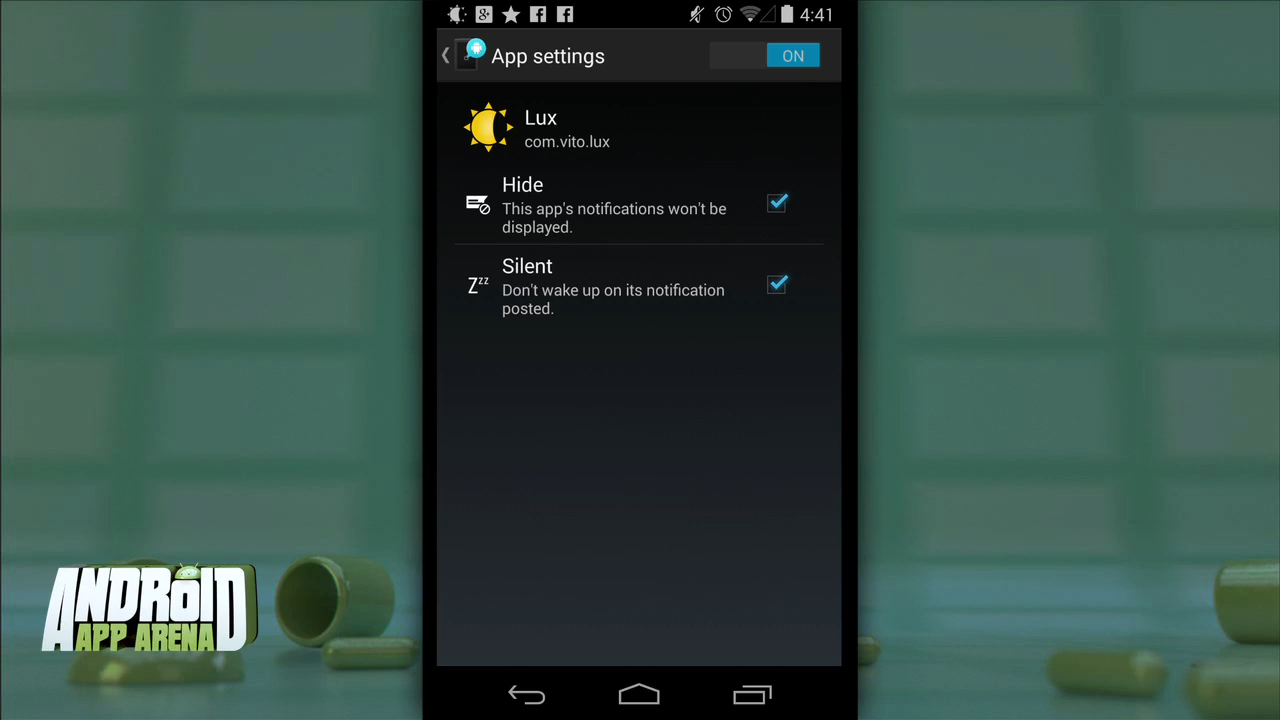 4:41
App settings
ON
Lux
com.vito.lux
Hide
This app's notifications won't be
displayed.
Zzz
Silent
Don't wake up on its notification
posted.
ANDROID
APP ARENA